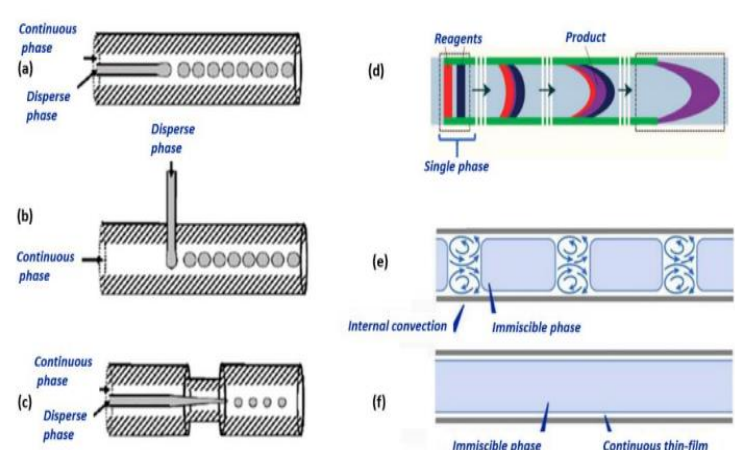 Continuous
phase
(a)
Disperse
phase
Disperse
phase
(b)
Continuous
phase
Continuous
phase
(c)
Disperse
phase
Reagents
Product
(d)
Single phase
(e)
Internal convection
Immiscible phase
(f)
Immiscible phase
Continuous thin-film